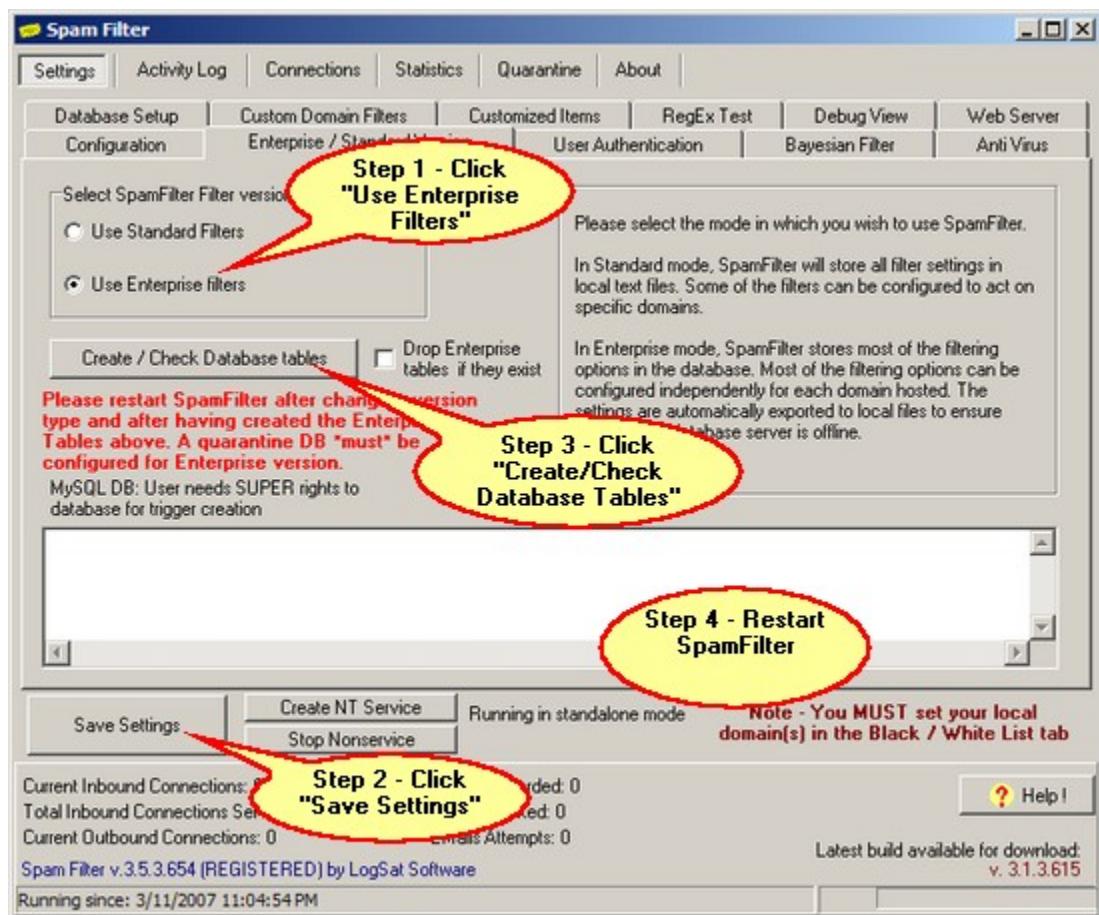 Spam Filter
Settings Activity Log Connections Statistics Quarantine About
Database Setup Custom Domain Filters Customized Items RegEx Test Debug View Web Server
Configuration Enterprise / Standard User Authentication Bayesian Filter Anti Virus
Step 1 - Click
"Use Enterprise
Filters"
Select SpamFilter Filter version
Use Standard Filters
Use Enterprise filters
Please select the mode in which you wish to use SpamFilter.
In Standard mode, SpamFilter will store all filter settings in
local text files. Some of the filters can be configured to act on
specific domains.
In Enterprise mode, SpamFilter stores most of the filtering
options in the database. Most of the filtering options can be
configured independently for each domain hosted. The
settings are automatically exported to local files to ensure
database server is offline.
Create / Check Database tables
Drop Enterprise
tables if they exist
Please restart SpamFilter after version
type and after having created the
Tables above. A quarantine DB *must* be
configured for Enterprise version.
MySQL DB: User needs SUPER rights to
database for trigger creation
Step 3 - Click
"Create/Check
Database Tables"
Step 4 - Restart
SpamFilter
Save Settings
Create NT Service
Stop Nonservice
Running in standalone mode
Note - You MUST set your local
domain(s) in the Black / White List tab
Step 2 - Click
"Save Settings"
Current Inbound Connections: 0
Total Inbound Connections 0
Current Outbound Connections: 0 Attempts: 0
Help !
Latest build available for download:
v. 3.1.3.615
Spam Filter v.3.5.3.654 (REGISTERED) by LogSat Software
Running since: 3/11/2007 11:04:54 PM